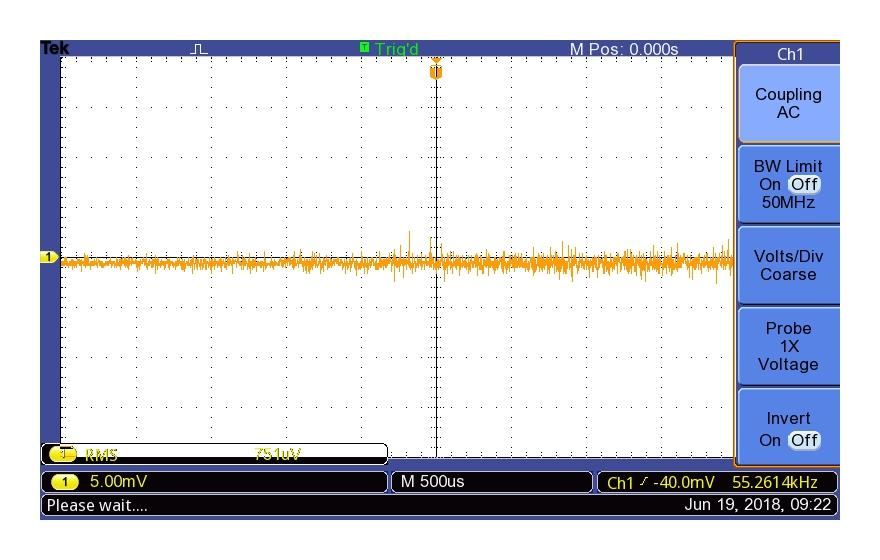 Tek Trig'd M Pos: 0.000s Ch1
T
T
Coupling
AC
BW Limit
On Off
50MHz
1
Volts/Div
Coarse
Probe
1X
Voltage
Invert
On Off
1 RMS 751uV
1 5.00mV M 500us Ch1 -40.0mV 55.2614kHz
Please wait.... Jun 19, 2018, 09:22